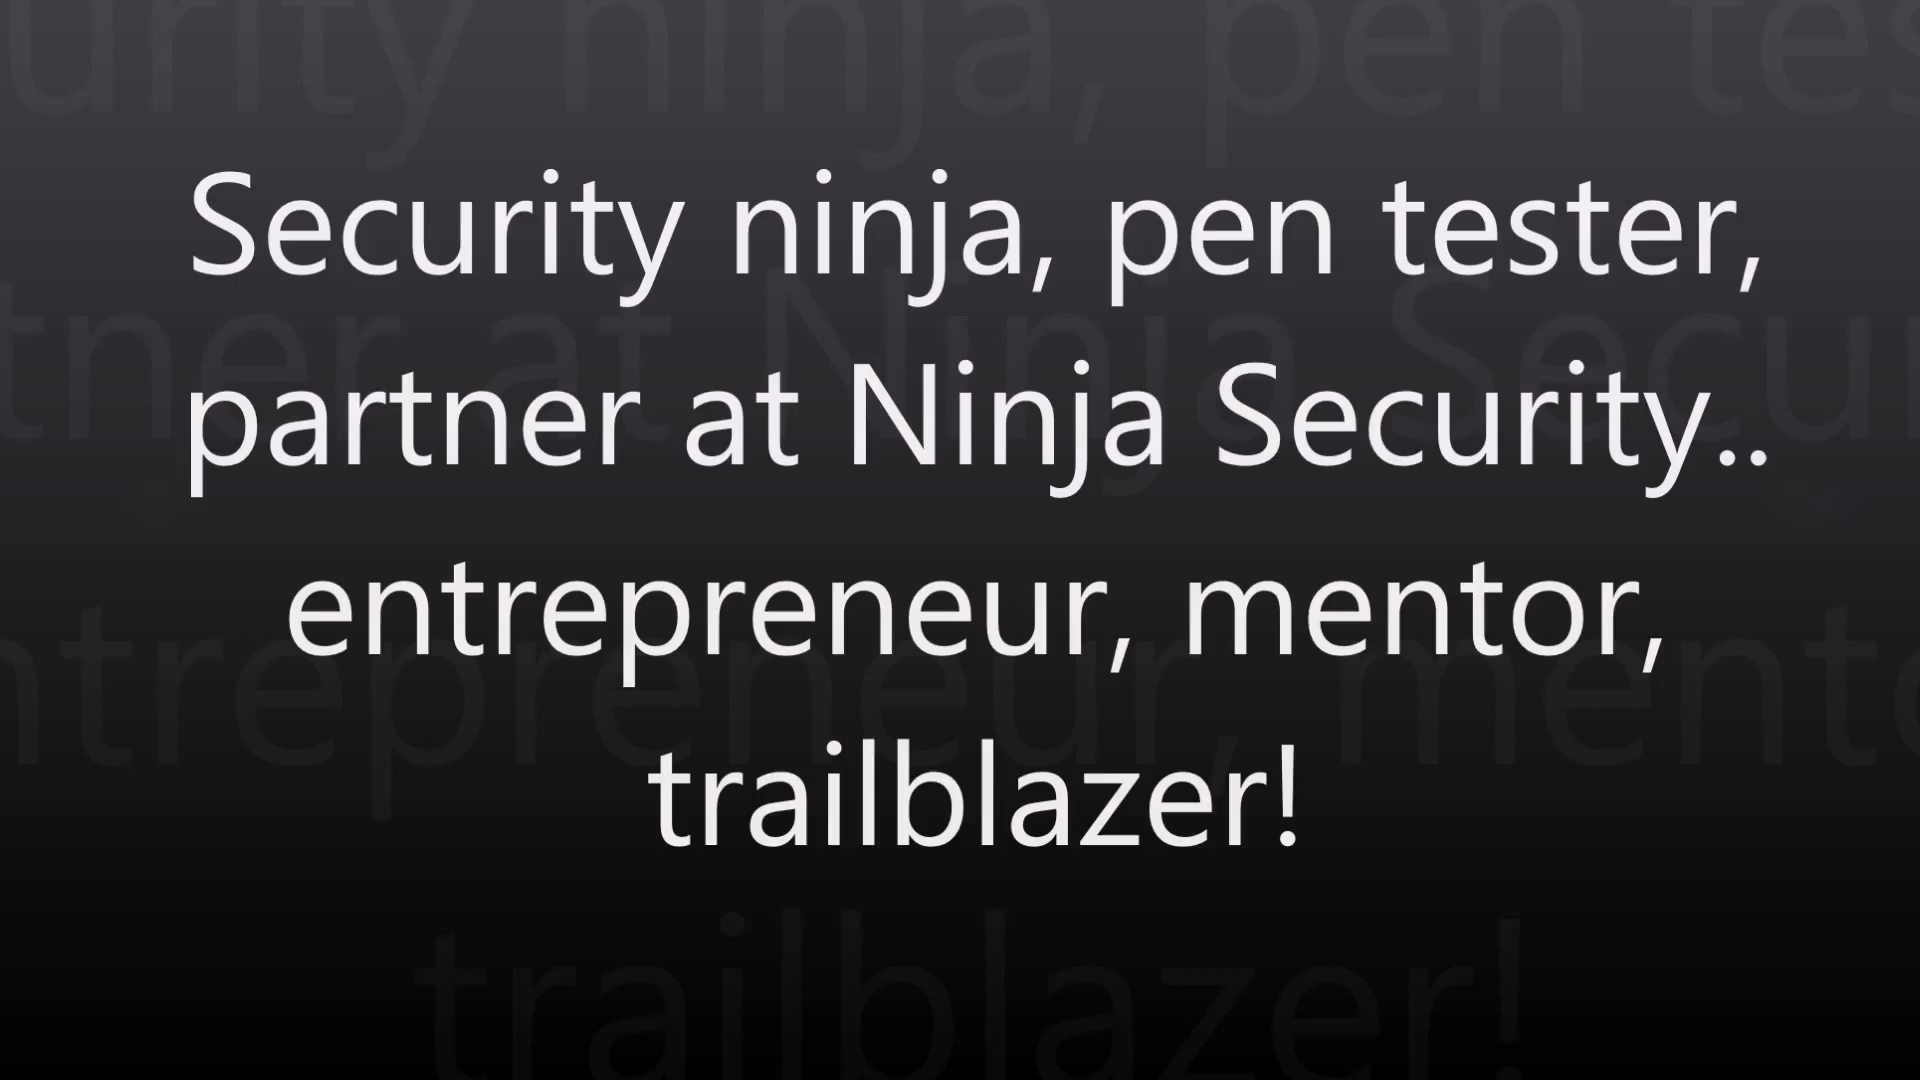 Security ninja, pen tester,
partner at Ninja Security..
entrepreneur, mentor,
trailblazer!